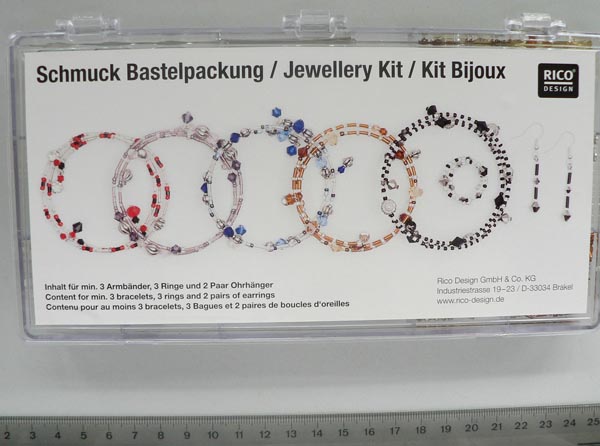 Schmuck Bastelpackung / Jewellery Kit / Kit Bijoux
RICO
DESIGN
Inhalt für min. 3 Armbänder, 3 Ringe und 2 Paar Ohrhänger
Content for min. 3 bracelets, 3 rings and 2 pairs of earrings
Contenu pour au moins 3 bracelets, 3 Bagues et 2 paires de boucles d'oreilles
Rico Design GmbH & Co. KG
Industriestrasse 19–23 / D-33034 Brakel
www.rico-design.de
2 3 4 5 6 7 8 9 10 11 12 13 14 15 16 17 18 19 20 21 22 23 24 25